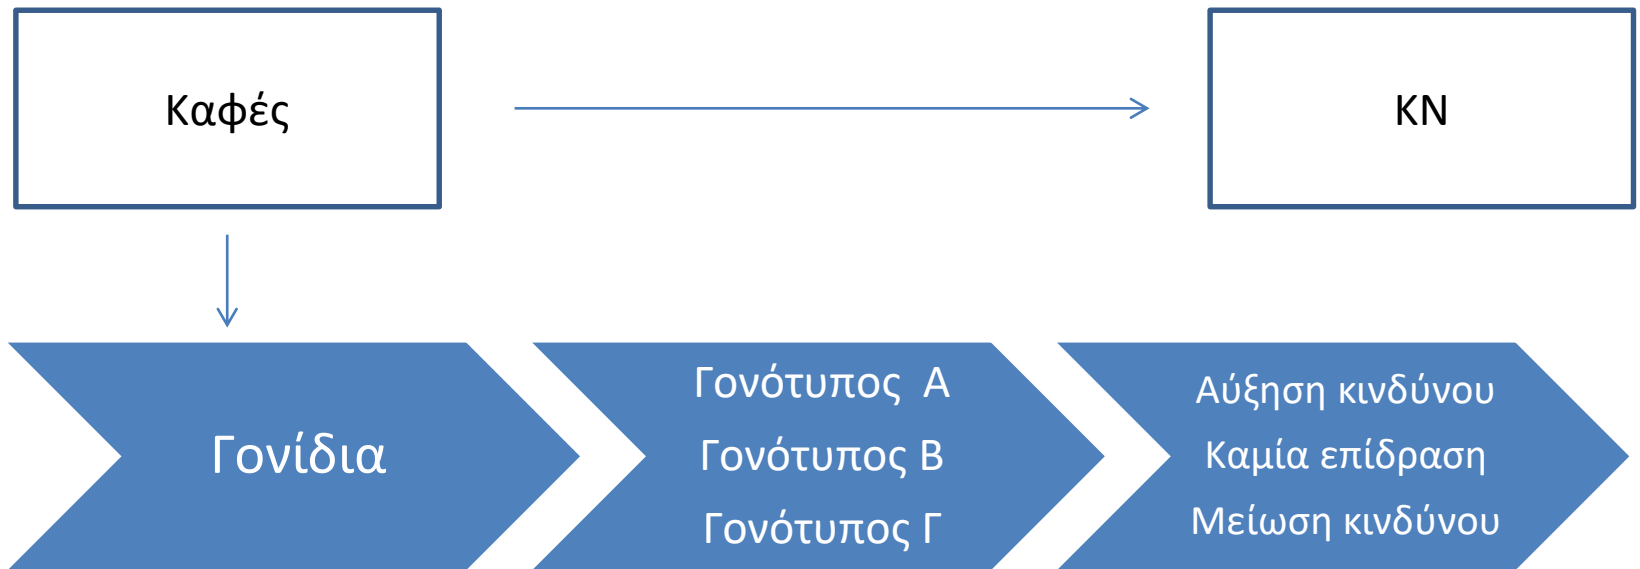 Καφές
ΚΝ
Γονίδια
Γονότυπος Α
Γονότυπος Β
Γονότυπος Γ
Αύξηση κινδύνου
Καμία επίδραση
Μείωση κινδύνου